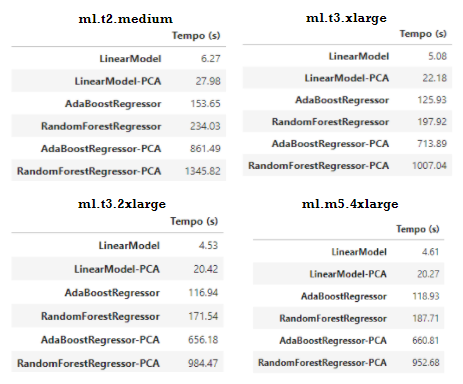 ml.t2.medium
Tempo (s)
LinearModel 6.27
LinearModel-PCA 27.98
AdaBoostRegressor 153.65
RandomForestRegressor 234.03
AdaBoostRegressor-PCA 861.49
RandomForestRegressor-PCA 1345.82
ml.t3.xlarge
Tempo (s)
LinearModel 5.08
LinearModel-PCA 22.18
AdaBoostRegressor 125.93
RandomForestRegressor 197.92
AdaBoostRegressor-PCA 713.89
RandomForestRegressor-PCA 1007.04
ml.t3.2xlarge
Tempo (s)
LinearModel 4.53
LinearModel-PCA 20.42
AdaBoostRegressor 116.94
RandomForestRegressor 171.54
AdaBoostRegressor-PCA 656.18
RandomForestRegressor-PCA 984.47
ml.m5.4xlarge
Tempo (s)
LinearModel 4.61
LinearModel-PCA 20.27
AdaBoostRegressor 118.93
RandomForestRegressor 187.71
AdaBoostRegressor-PCA 660.81
RandomForestRegressor-PCA 952.68